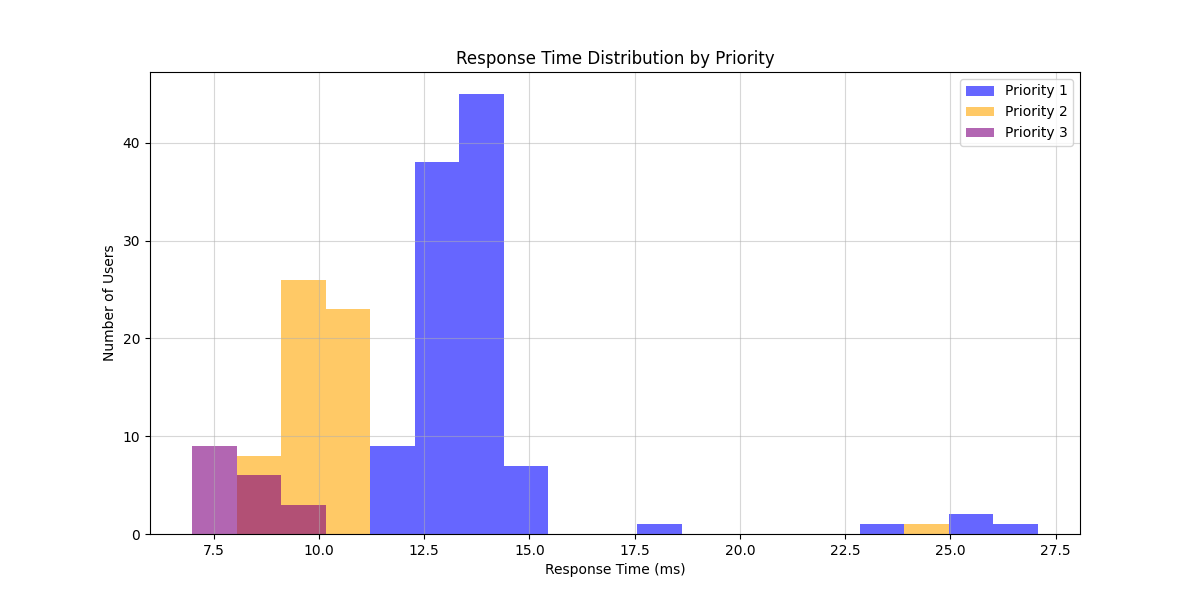 Response Time Distribution by Priority
Priority 1
Priority 2
Priority 3
Number of Users
40
30
20
10
0
7.5 10.0 12.5 15.0 17.5 20.0 22.5 25.0 27.5
Response Time (ms)